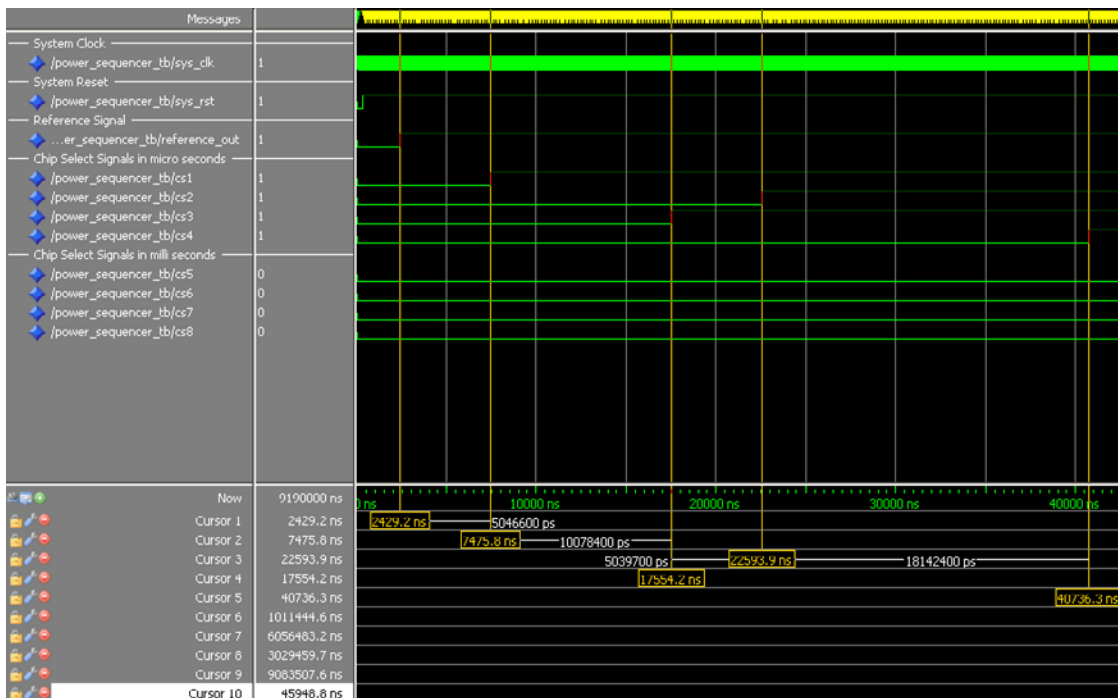 Messages
System Clock
/power_sequencer_tb/sys_clk 1
System Reset
/power_sequencer_tb/sys_rst 1
Reference Signal
...er_sequencer_tb/reference_out 1
Chip Select Signals in micro seconds
/power_sequencer_tb/cs1 1
/power_sequencer_tb/cs2 1
/power_sequencer_tb/cs3 1
/power_sequencer_tb/cs4 1
Chip Select Signals in milli seconds
/power_sequencer_tb/cs5 0
/power_sequencer_tb/cs6 0
/power_sequencer_tb/cs7 0
/power_sequencer_tb/cs8 0
Now 9190000 ns 0 ns 10000 ns 20000 ns 30000 ns 40000 ns
Cursor 1 2429.2 ns 2429.2 ns 5046600 ps
Cursor 2 7475.8 ns 7475.8 ns 10078400 ps
Cursor 3 22593.9 ns 5039700 ps 22593.9 ns 18142400 ps
Cursor 4 17554.2 ns 17554.2 ns
Cursor 5 40736.3 ns 40736.3 ns
Cursor 6 1011444.6 ns
Cursor 7 6056483.2 ns
Cursor 8 3029459.7 ns
Cursor 9 9083507.6 ns
Cursor 10 45948.8 ns